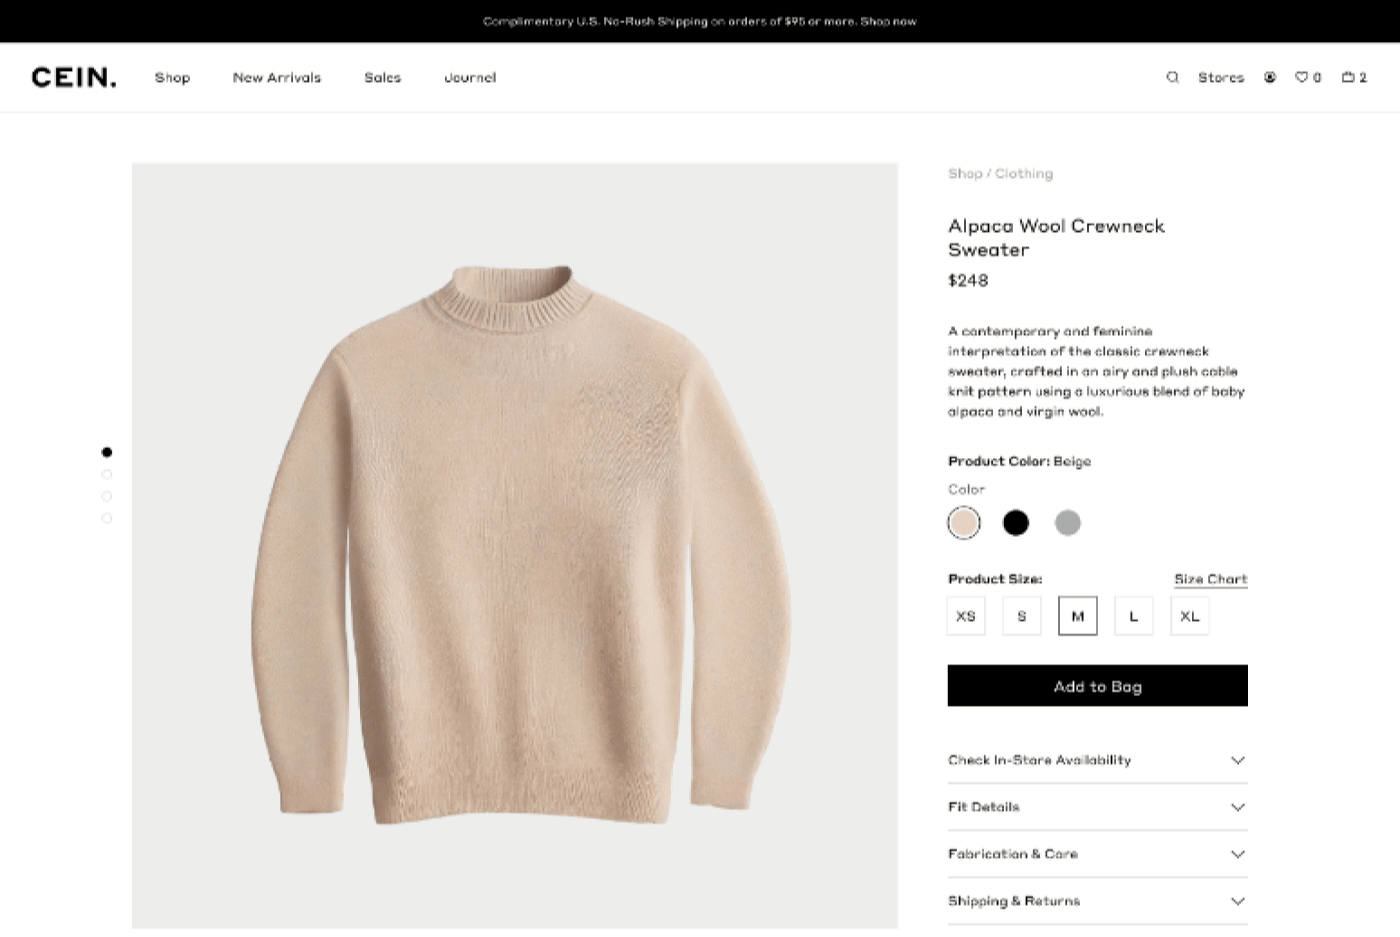 Complimentary U.S. No-Rush Shipping on orders of $95 or more. Shop now
CEIN. Shop New Arrivals Sales Journal Stores 0 2
Shop / Clothing
Alpaca Wool Crewneck
Sweater
$248
A contemporary and feminine
interpretation of the classic crewneck
sweater, crafted in an airy and plush cable
knit pattern using a luxurious blend of baby
alpaca and virgin wool.
Product Color: Beige
Color
Product Size: Size Chart
XS S M L XL
Add to Bag
Check In-Store Availability
Fit Details
Fabrication & Care
Shipping & Returns